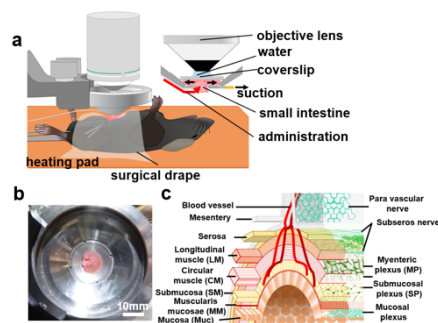 a
objective lens
water
coverslip
suction
small intestine
administration
heating pad
surgical drape
b
10mm
c
Blood vessel
Mesentery
Serosa
Longitudinal
muscle (LM)
Circular
muscle (CM)
Submucosa (SM)
Muscularis
mucosae (MM)
Mucosa (Muc)
Para vascular
nerve
Subseros nerve
Myenteric
plexus (MP)
Submucosal
plexus (SP)
Mucosal
plexus